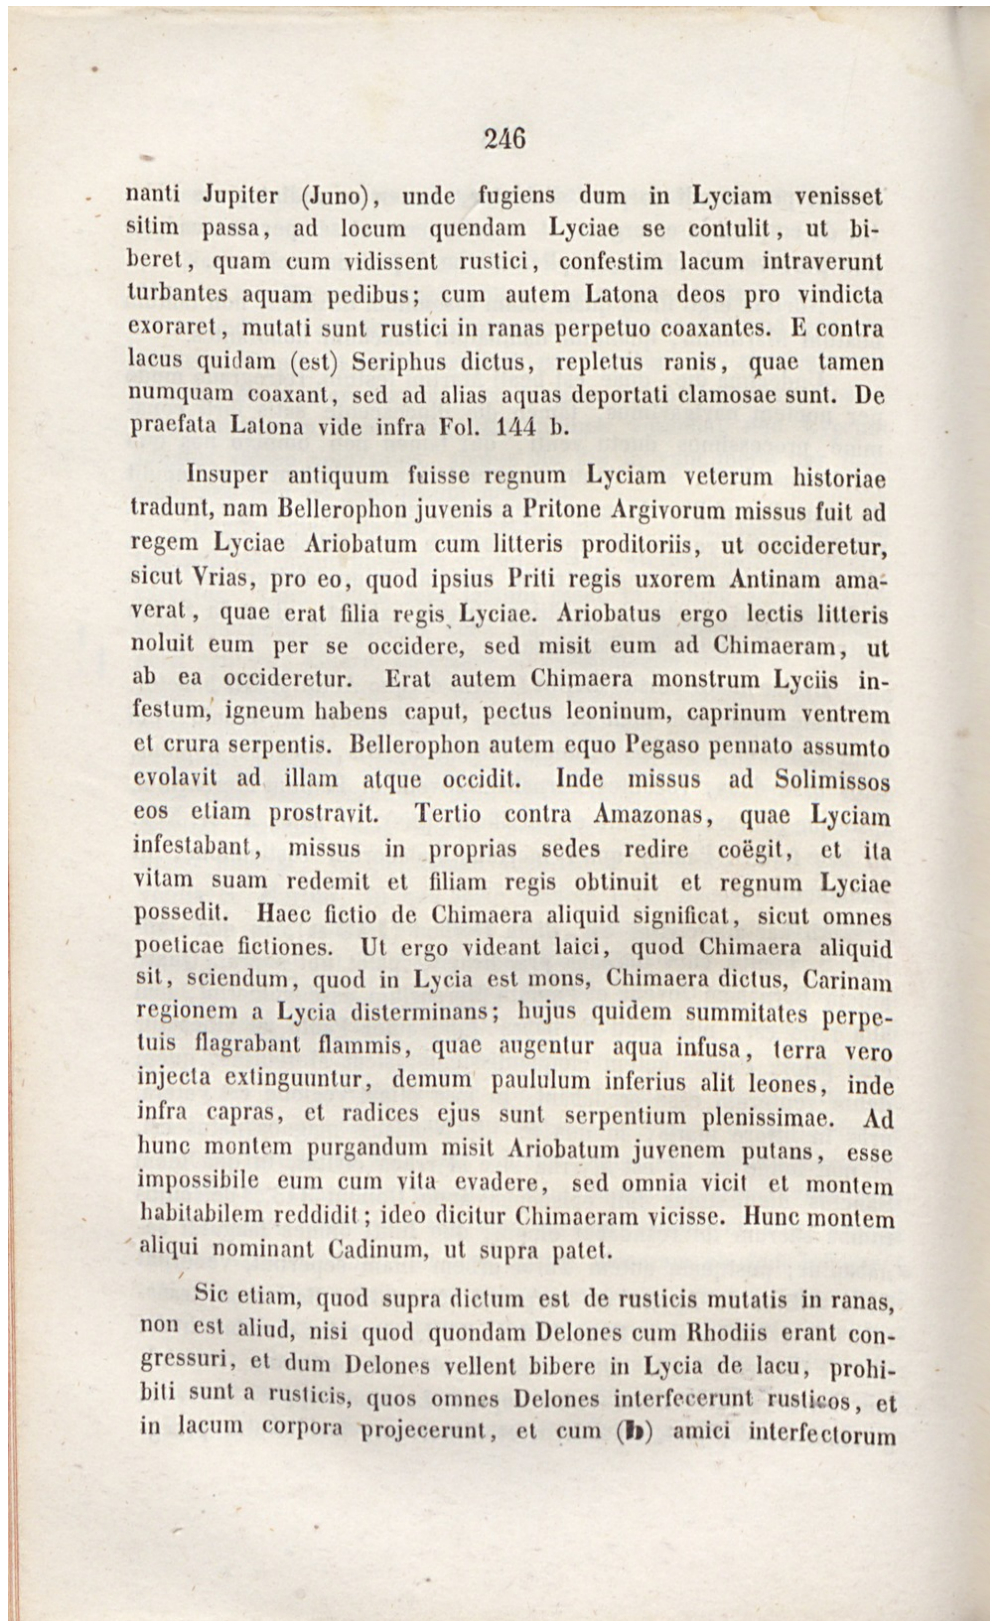 246
nanti Jupiter (Juno), unde fugiens dum in Lyciam venisset
sitim passa, ad locum quendam Lyciae se contulit, ut bi-
beret, quam cum vidissent rustici, confestim lacum intraverunt
turbantes aquam pedibus; cum autem Latona deos pro vindicta
exoraret, mutati sunt rustici in ranas perpetuo coaxantes. E contra
lacus quidam (est) Seriphus dictus, repletus ranis, quae tamen
numquam coaxant, sed ad alias aquas deportati clamosae sunt. De
praefata Latona vide infra Fol. 144 b.
Insuper antiquum fuisse regnum Lyciam veterum historiae
tradunt, nam Bellerophon juvenis a Pritone Argivorum missus fuit ad
regem Lyciae Ariobatum cum litteris proditoriis, ut occideretur,
sicut Vrias, pro eo, quod ipsius Priti regis uxorem Antinam ama-
verat, quae erat filia regis Lyciae. Ariobatus ergo lectis litteris
noluit eum per se occidere, sed misit eum ad Chimaeram, ut
ab ea occideretur. Erat autem Chimaera monstrum Lyciis in-
festum, igneum habens caput, pectus leoninum, caprinum ventrem
et crura serpentis. Bellerophon autem equo Pegaso pennato assumto
evolavit ad illam atque occidit. Inde missus ad Solimissos
eos etiam prostravit. Tertio contra Amazonas, quae Lyciam
infestabant, missus in proprias sedes redire coëgit, et ita
vitam suam redemit et filiam regis obtinuit et regnum Lyciae
possedit. Haec fictio de Chimaera aliquid significat, sicut omnes
poeticae fictiones. Ut ergo videant laici, quod Chimaera aliquid
sit, sciendum, quod in Lycia est mons, Chimaera dictus, Carinam
regionem a Lycia disterminans; hujus quidem summitates perpe-
tuis flagrabant flammis, quae augentur aqua infusa, terra vero
injecta extinguuntur, demum paululum inferius alit leones, inde
infra capras, et radices ejus sunt serpentium plenissimae. Ad
hunc montem purgandum misit Ariobatum juvenem putans, esse
impossibile eum cum vita evadere, sed omnia vicit et montem
habitabilem reddidit; ideo dicitur Chimaeram vicisse. Hunc montem
aliqui nominant Cadinum, ut supra patet.
Sic etiam, quod supra dictum est de rusticis mutatis in ranas,
non est aliud, nisi quod quondam Delones cum Rhodiis erant con-
gressuri, et dum Delones vellent bibere in Lycia de lacu, prohi-
biti sunt a rusticis, quos omnes Delones interfecerunt rusticos, et
in lacum corpora projecerunt, et cum (b) amici interfectorum